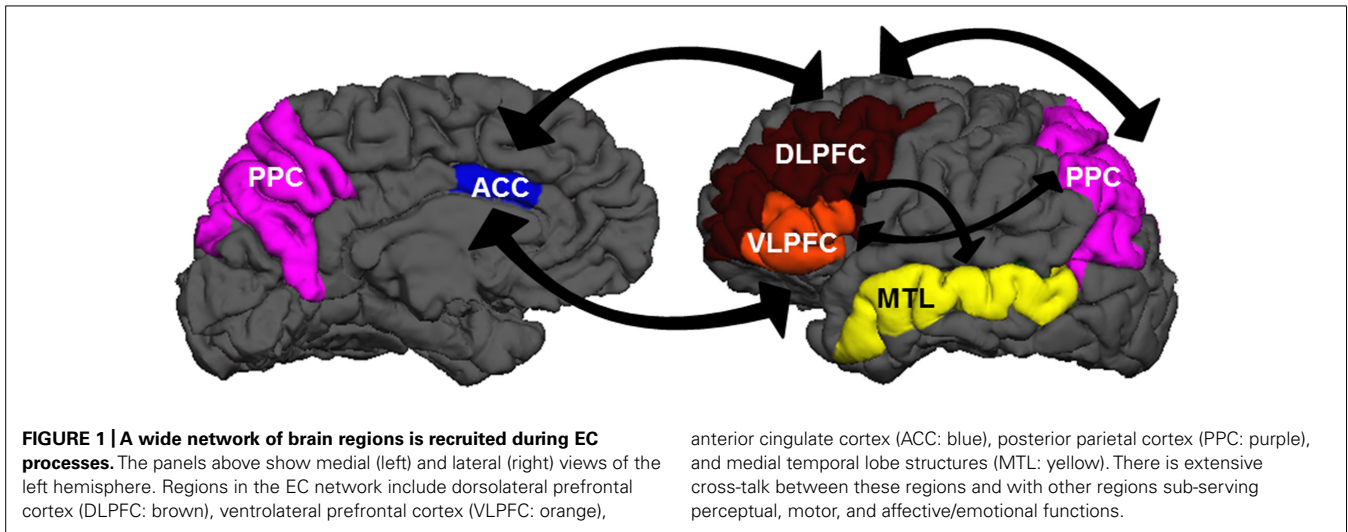 PPC
ACC
DLPFC
VLPFC
PPC
MTL
FIGURE 1 | A wide network of brain regions is recruited during EC
processes. The panels above show medial (left) and lateral (right) views of the
left hemisphere. Regions in the EC network include dorsolateral prefrontal
cortex (DLPFC: brown), ventrolateral prefrontal cortex (VLPFC: orange),
anterior cingulate cortex (ACC: blue), posterior parietal cortex (PPC: purple),
and medial temporal lobe structures (MTL: yellow). There is extensive
cross-talk between these regions and with other regions sub-serving
perceptual, motor, and affective/emotional functions.